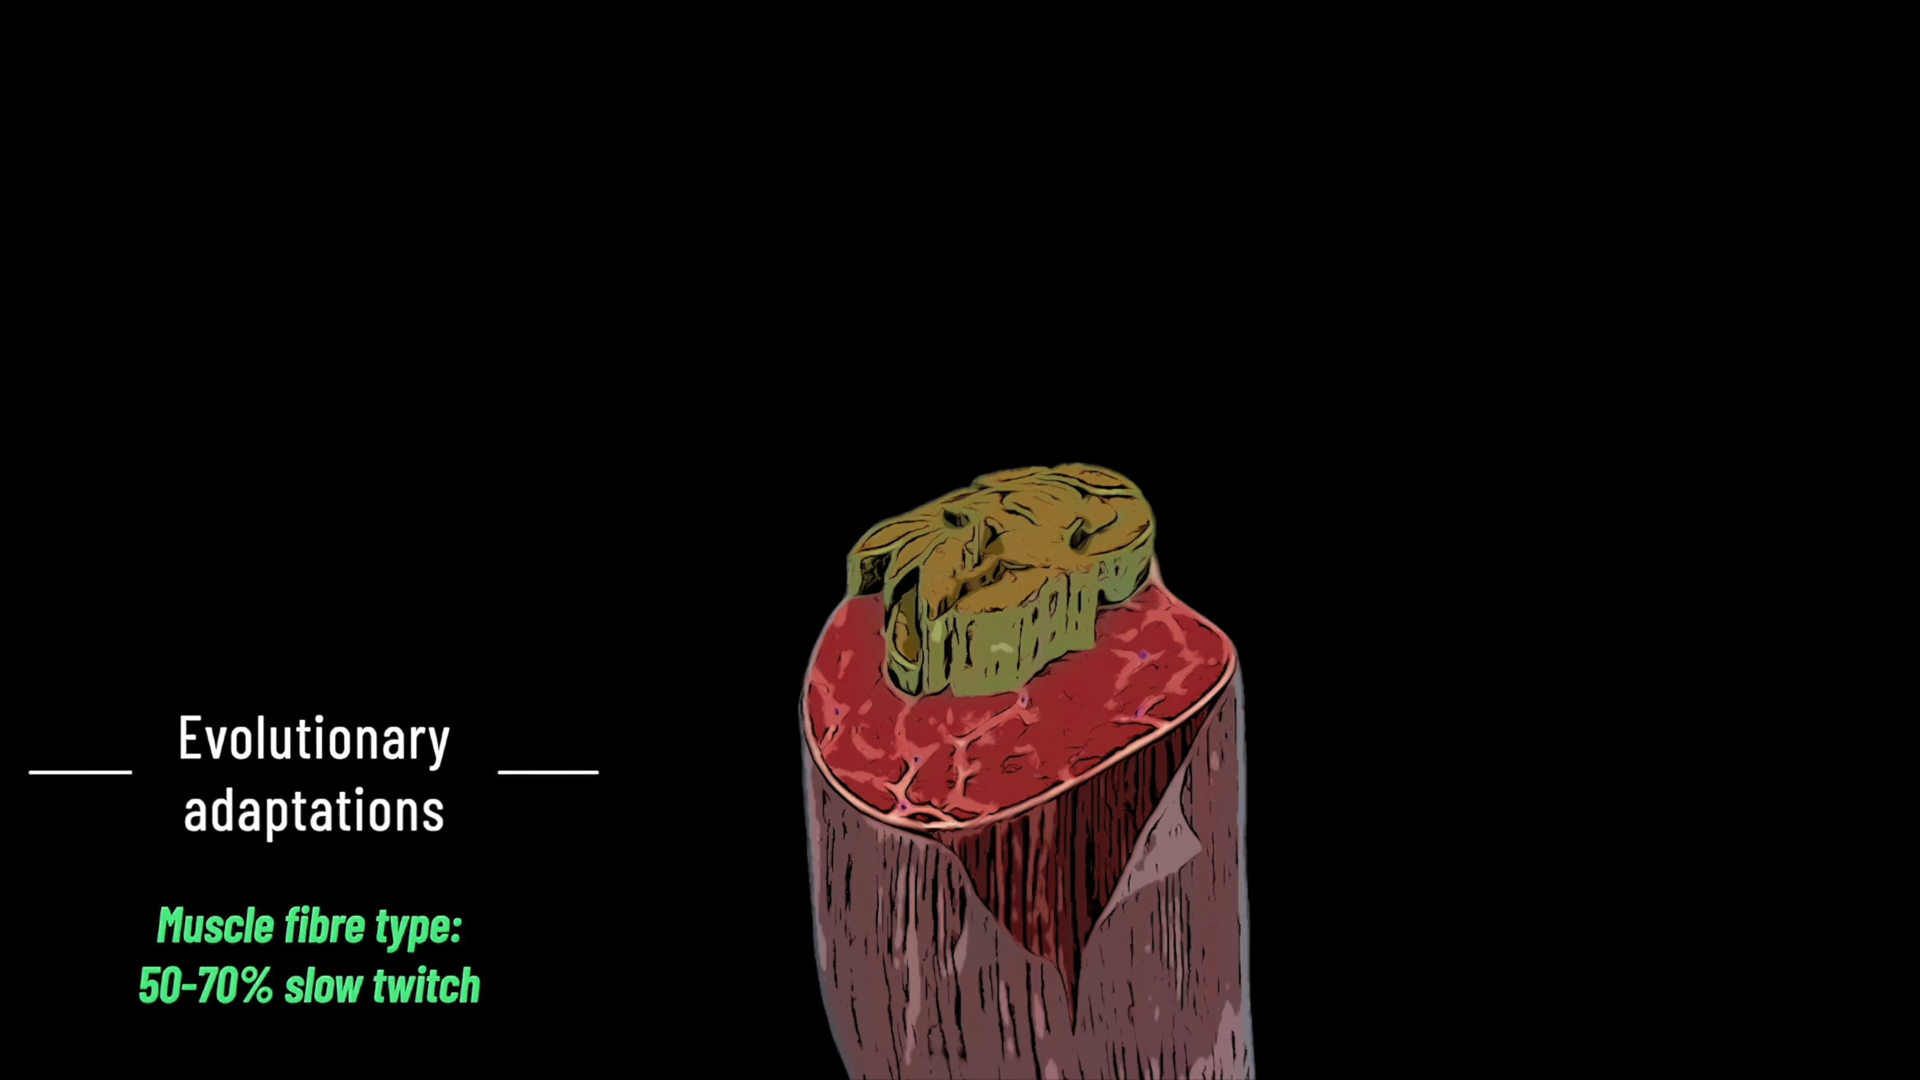 Evolutionary
adaptations
Muscle fibre type:
50-70% slow twitch